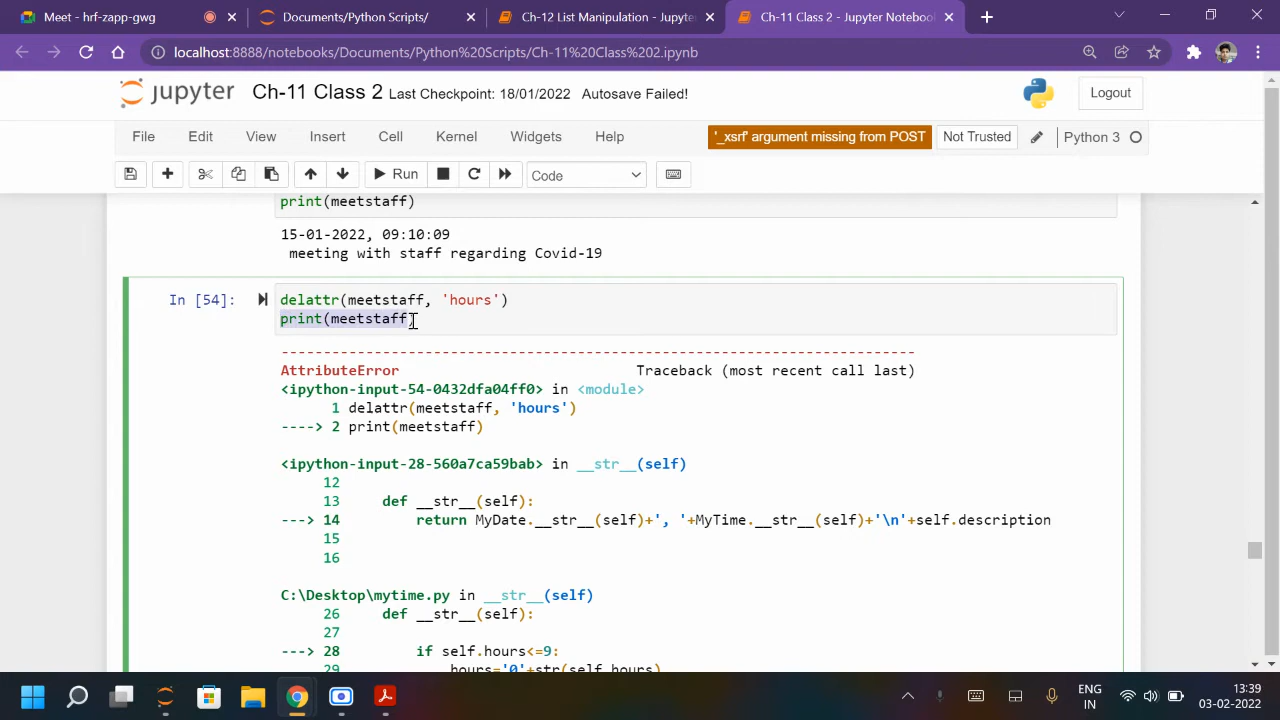 Meet - hrf-zapp-gwg
Documents/Python Scripts/
Ch-12 List Manipulation - Jupyte
Ch-11 Class 2 - Jupyter Notebook
localhost:8888/notebooks/Documents/Python%20Scripts/Ch-11%20Class%202.ipynb
jupyter Ch-11 Class 2 Last Checkpoint: 18/01/2022 Autosave Failed!
Logout
File Edit View Insert Cell Kernel Widgets Help
'_xsrf' argument missing from POST
Not Trusted
Python 3
Run
Code
print(meetstaff)
15-01-2022, 09:10:09
 meeting with staff regarding Covid-19
In [54]:
delattr(meetstaff, 'hours')
print(meetstaff)
---------------------------------------------------------------------------
AttributeError                            Traceback (most recent call last)
<ipython-input-54-0432dfa04ff0> in <module>
      1 delattr(meetstaff, 'hours')
----> 2 print(meetstaff)
<ipython-input-28-560a7ca59bab> in __str__(self)
     12
     13     def __str__(self):
---> 14         return MyDate.__str__(self)+', '+MyTime.__str__(self)+'\n'+self.description
     15
     16
C:\Desktop\mytime.py in __str__(self)
     26     def __str__(self):
     27
---> 28         if self.hours<=9:
     29             hours='0'+str(self.hours)
ENG
IN
13:39
03-02-2022